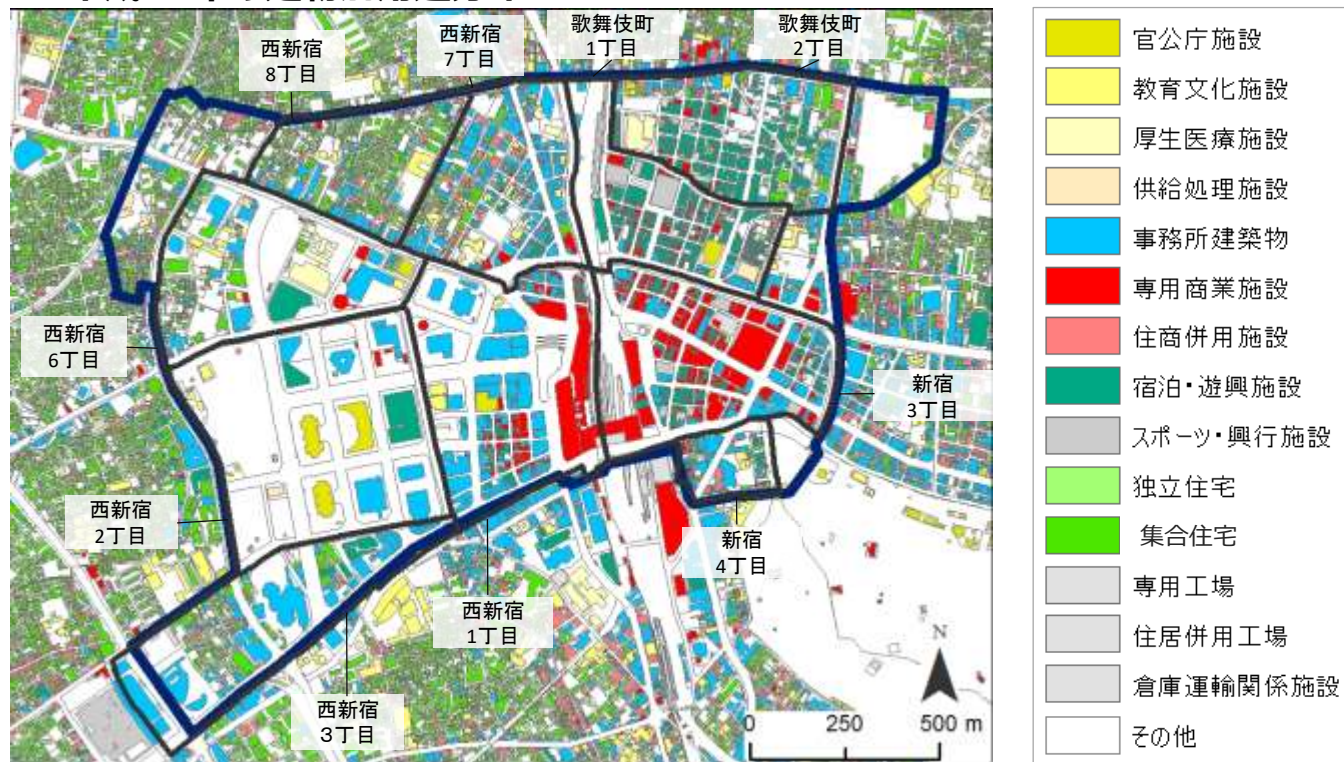 西新宿
8丁目
西新宿
7丁目
歌舞伎町
1丁目
歌舞伎町
2丁目
西新宿
6丁目
新宿
3丁目
西新宿
2丁目
新宿
4丁目
西新宿
1丁目
西新宿
3丁目
N
0 250 500 m
官公庁施設
教育文化施設
厚生医療施設
供給処理施設
事務所建築物
専用商業施設
住商併用施設
宿泊・遊興施設
スポーツ・興行施設
独立住宅
集合住宅
専用工場
住居併用工場
倉庫運輸関係施設
その他